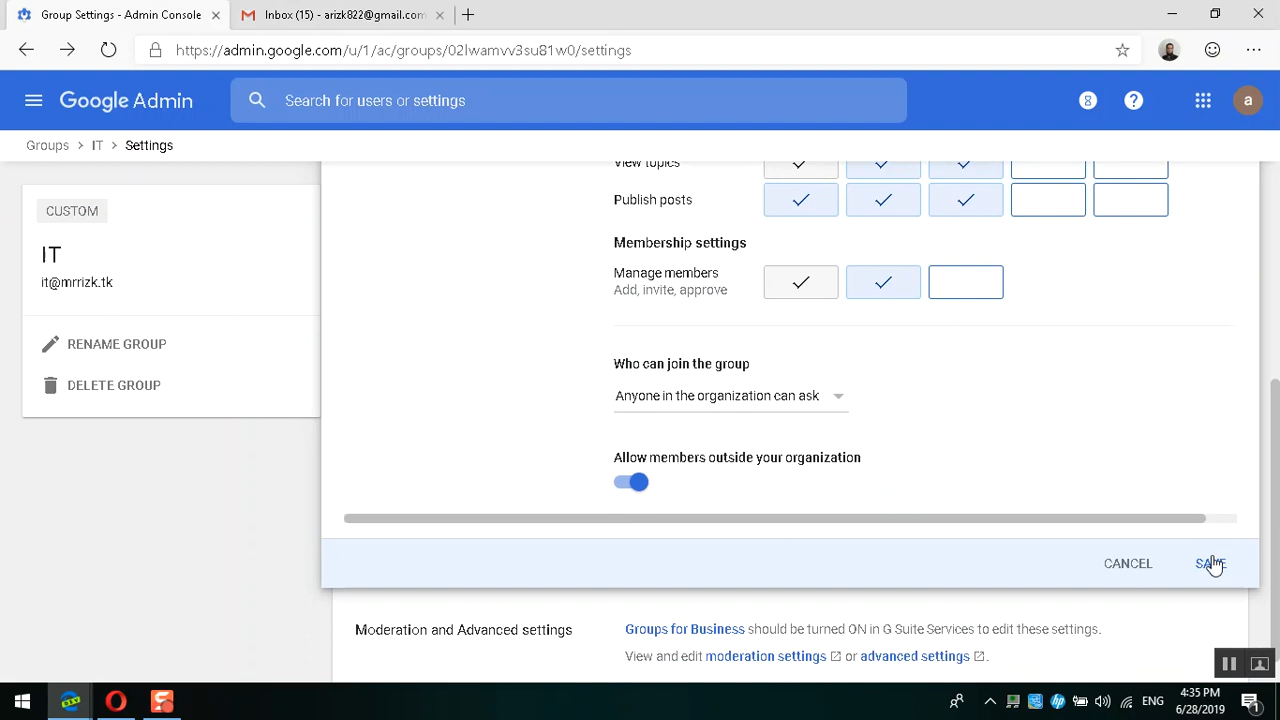 Group Settings - Admin Console
Inbox (15) - arizk822@gmail.com
https://admin.google.com/u/1/ac/groups/02lwamvv3su81w0/settings
Google Admin
Search for users or settings
a
Groups > IT > Settings
View topics
CUSTOM
Publish posts
IT
it@mrrizk.tk
Membership settings
Manage members
Add, invite, approve
RENAME GROUP
DELETE GROUP
Who can join the group
Anyone in the organization can ask
Allow members outside your organization
CANCEL
SAVE
Moderation and Advanced settings
Groups for Business should be turned ON in G Suite Services to edit these settings.
View and edit moderation settings or advanced settings.
ENG
4:35 PM
6/28/2019